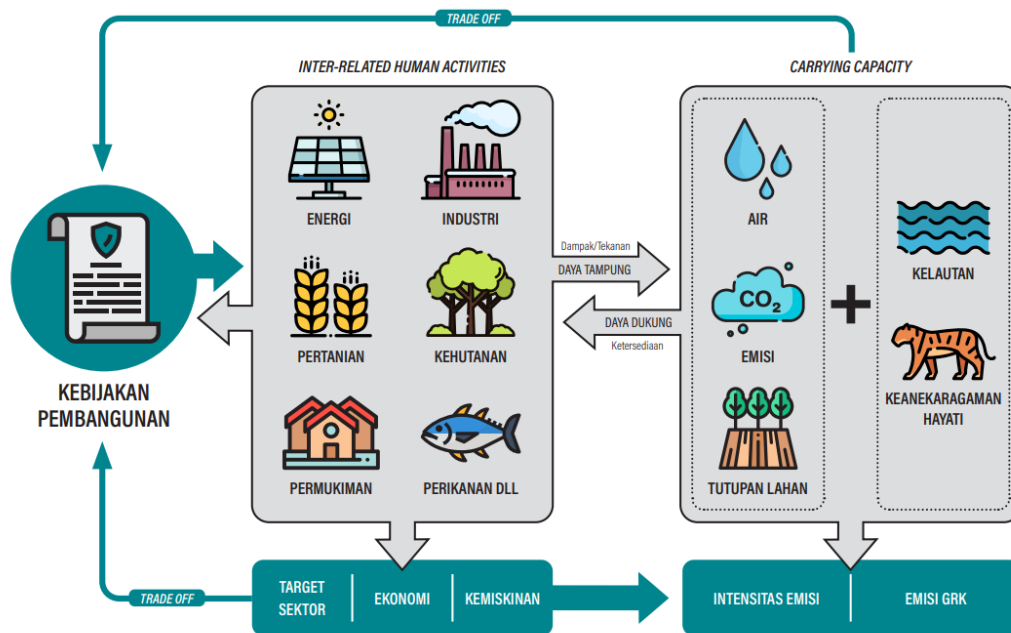 TRADE OFF
INTER-RELATED HUMAN ACTIVITIES
CARRYING CAPACITY
ENERGI
INDUSTRI
PERTANIAN
KEHUTANAN
PERMUKIMAN
PERIKANAN DLL
Dampak/Tekanan
DAYA TAMPUNG
DAYA DUKUNG
Ketersediaan
AIR
CO₂
EMISI
TUTUPAN LAHAN
+
KELAUTAN
KEANEKARAGAMAN
HAYATI
KEBIJAKAN
PEMBANGUNAN
TRADE OFF
TARGET
SEKTOR
EKONOMI
KEMISKINAN
INTENSITAS EMISI
EMISI GRK